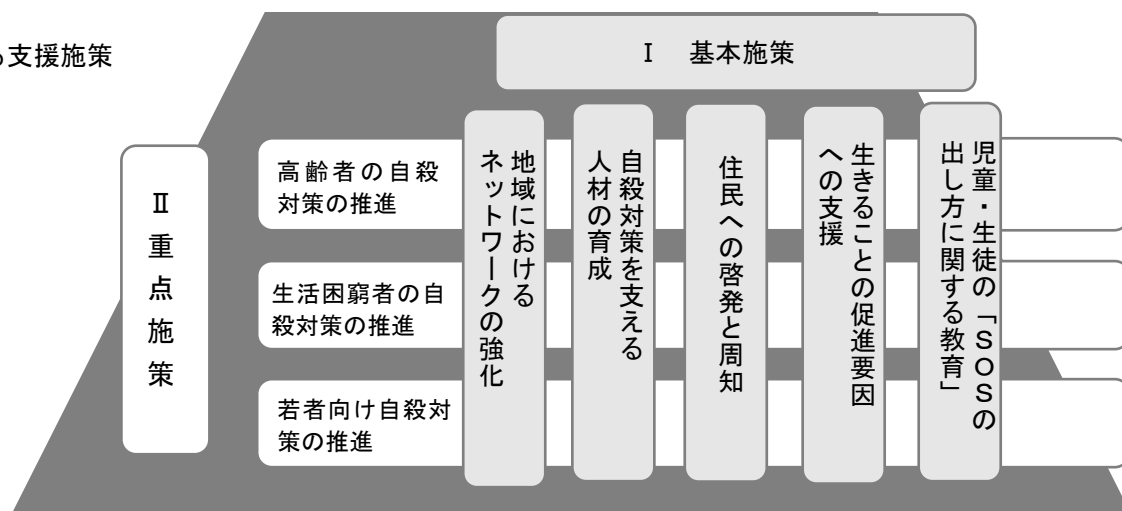 る支援施策
Ⅰ 基本施策
Ⅱ重点施策
高齢者の自殺
対策の推進
生活困窮者の自
殺対策の推進
若者向け自殺対
策の推進
地域における
ネットワークの強化
自殺対策を支える
人材の育成
住民への啓発と周知
生きることの促進要因
への支援
児童・生徒の「ＳＯＳの
出し方に関する教育」